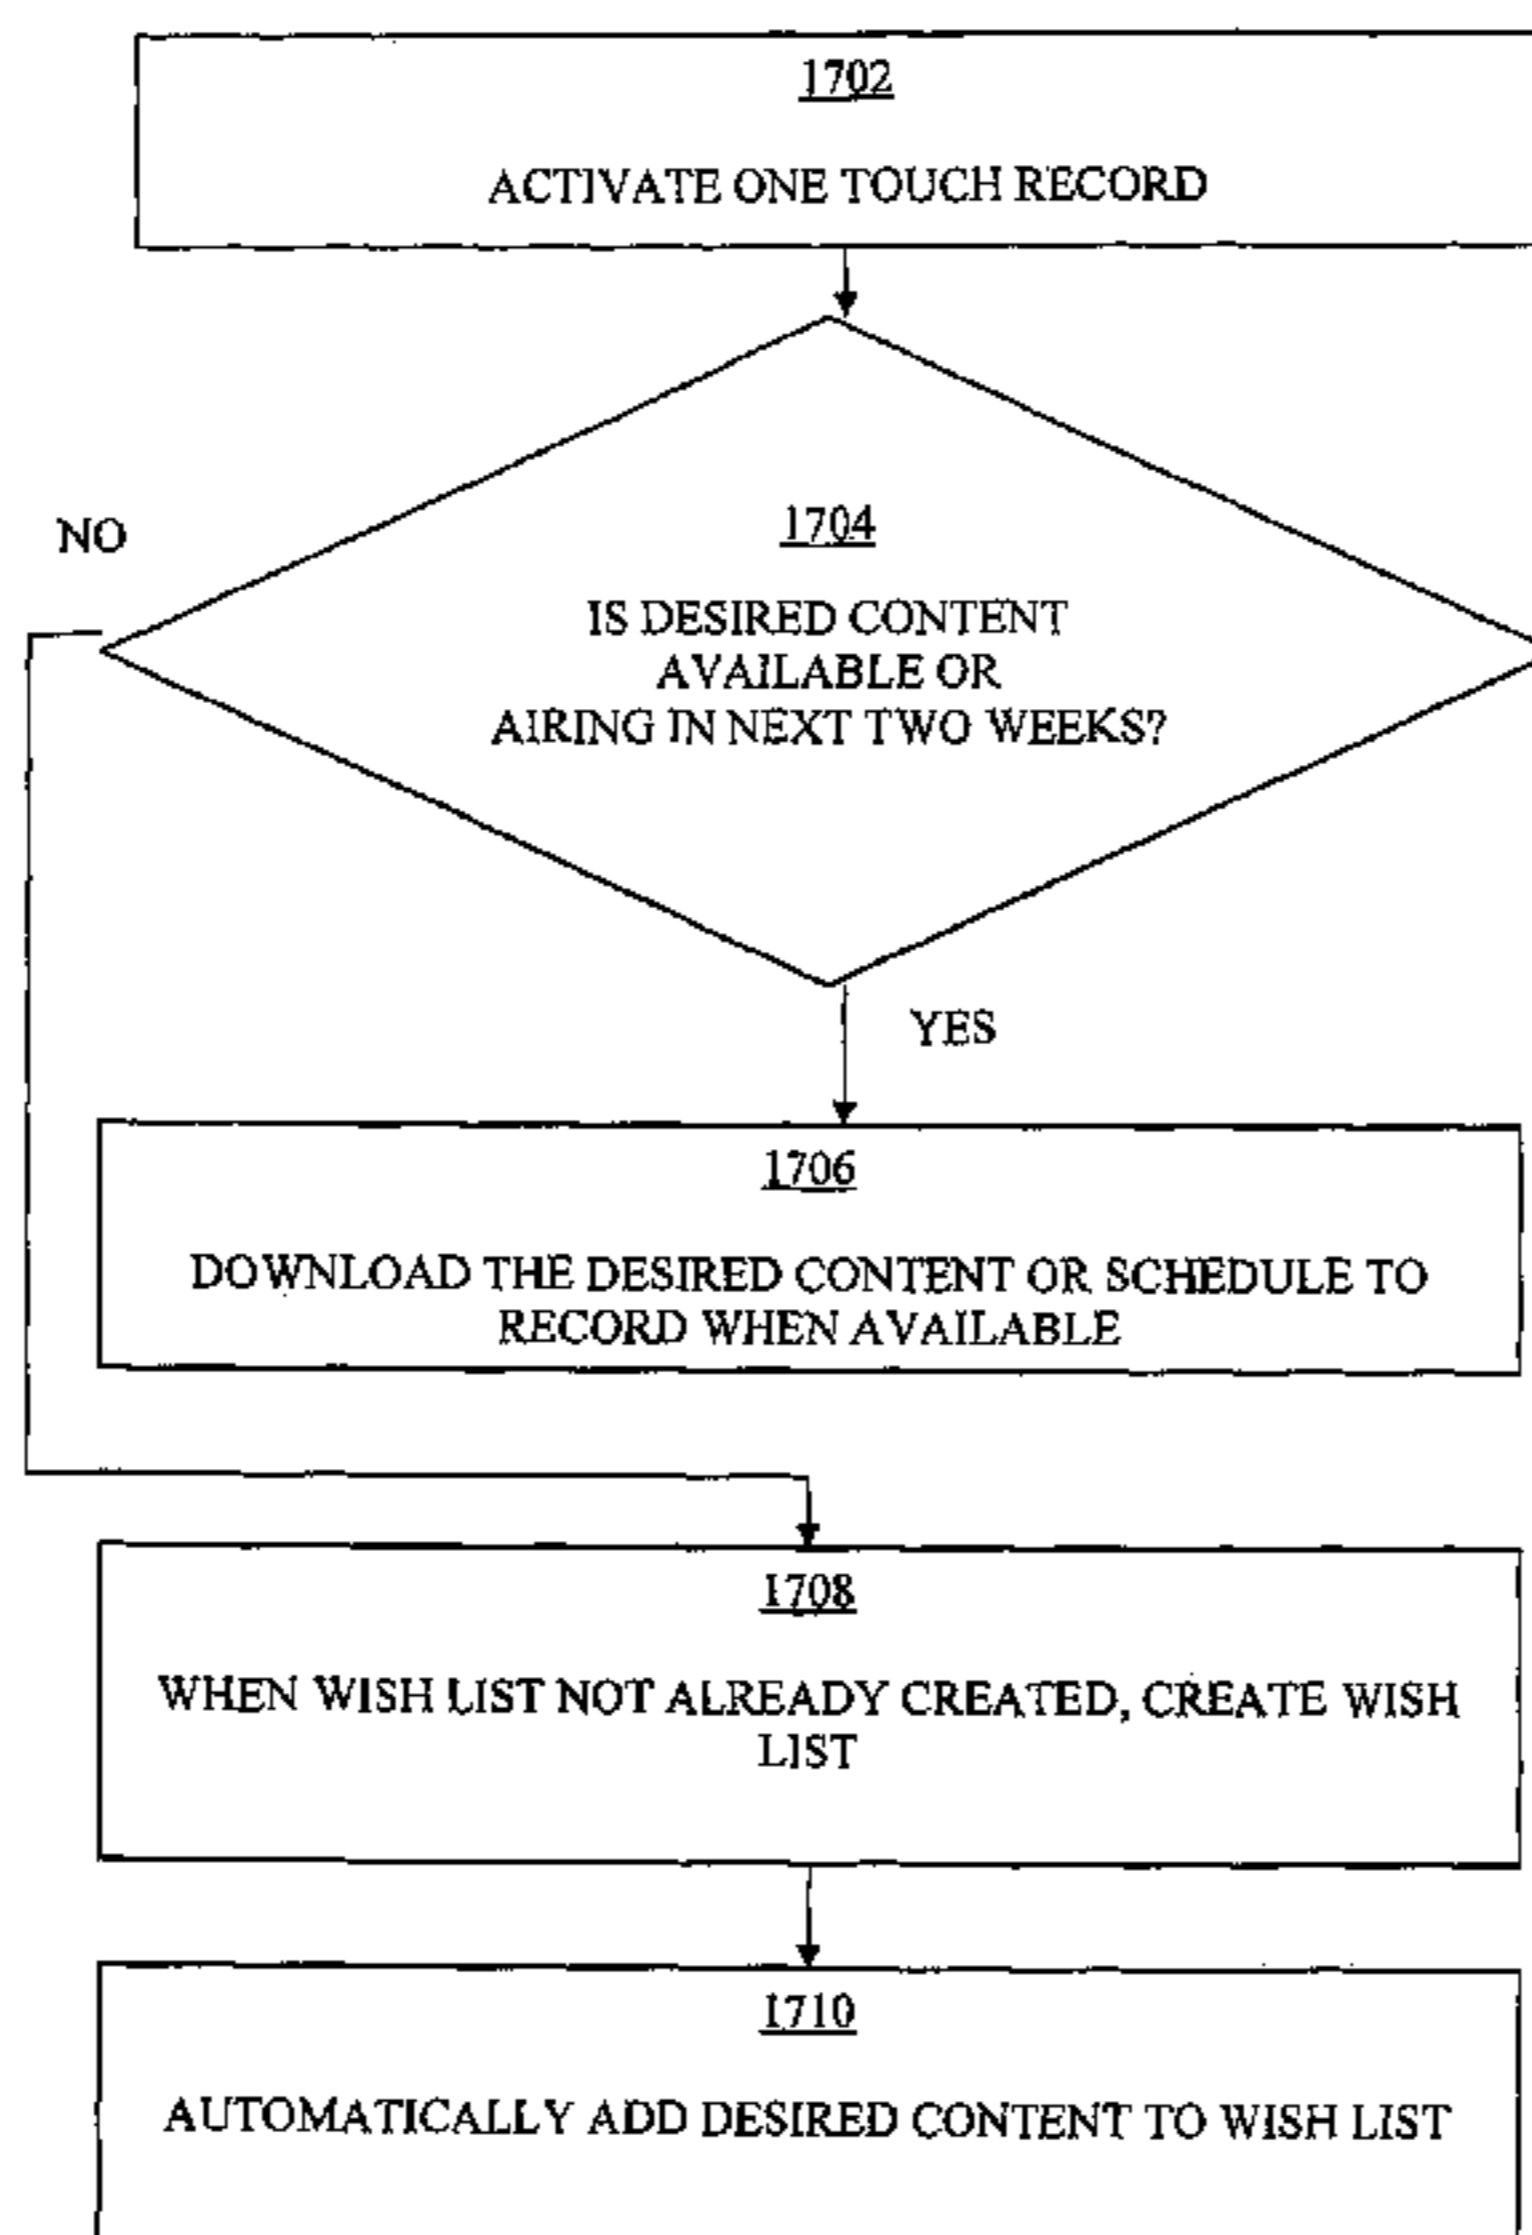 1702
ACTIVATE ONE TOUCH RECORD
NO
1704
IS DESIRED CONTENT
AVAILABLE OR
AIRING IN NEXT TWO WEEKS?
YES
1706
DOWNLOAD THE DESIRED CONTENT OR SCHEDULE TO
RECORD WHEN AVAILABLE
1708
WHEN WISH LIST NOT ALREADY CREATED, CREATE WISH
LIST
1710
AUTOMATICALLY ADD DESIRED CONTENT TO WISH LIST